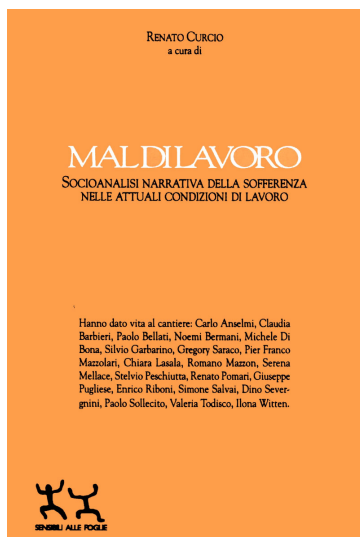 RENATO CURCIO
a cura di
MAL DI LAVORO
SOCIOANALISI NARRATIVA DELLA SOFFERENZA
NELLE ATTUALI CONDIZIONI DI LAVORO
Hanno dato vita al cantiere: Carlo Anselmi, Claudia
Barbieri, Paolo Bellati, Noemi Bermani, Michele Di
Bona, Silvio Garbarino, Gregory Saraco, Pier Franco
Mazzolari, Chiara Lasala, Romano Mazzon, Serena
Mellace, Stelvio Peschiutta, Renato Pomari, Giuseppe
Pugliese, Enrico Riboni, Simone Salvai, Dino Sever-
gnini, Paolo Sollecito, Valeria Todisco, Ilona Witten.
SENSIBILI ALLE FOGLIE